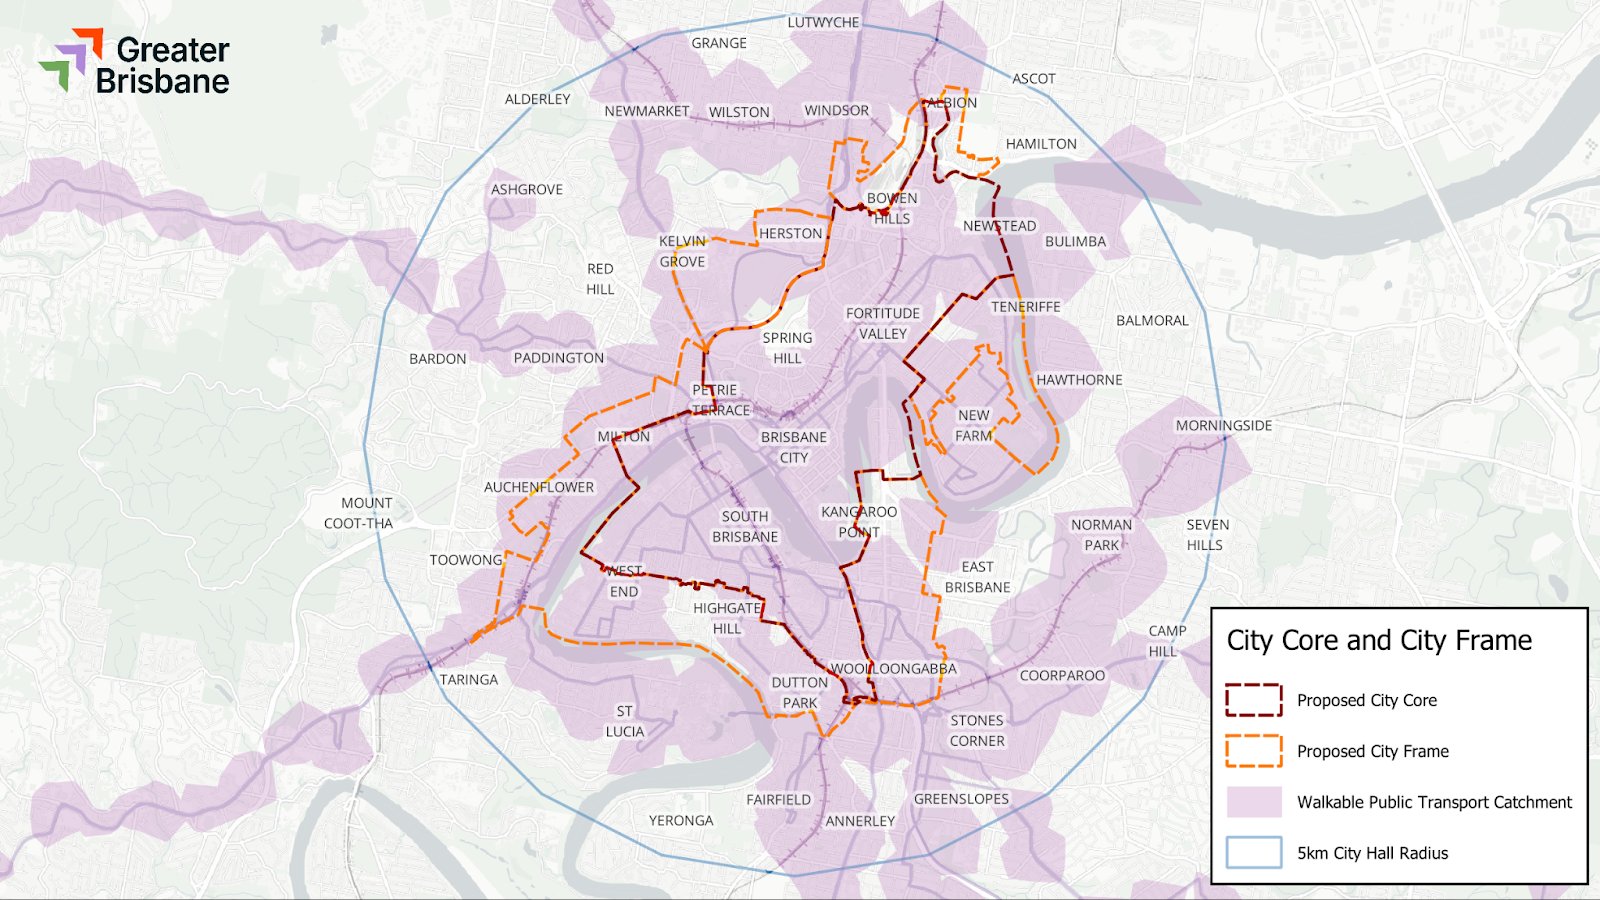 Greater
Brisbane
LUTWYCHE
GRANGE
ASCOT
ALDERLEY
ALBION
NEWMARKET
WILSTON
WINDSOR
HAMILTON
ASHGROVE
BOWEN
HILLS
NEWSTEAD
HERSTON
KELVIN
GROVE
BULIMBA
RED
HILL
TENERIFFE
FORTITUDE
VALLEY
BALMORAL
SPRING
HILL
BARDON
PADDINGTON
HAWTHORNE
PETRIE
TERRACE
NEW
FARM
MORNINGSIDE
MILTON
BRISBANE
CITY
AUCHENFLOWER
MOUNT
COOT-THA
KANGAROO
POINT
SOUTH
BRISBANE
NORMAN
PARK
SEVEN
HILLS
TOOWONG
EAST
BRISBANE
WEST
END
HIGHGATE
HILL
CAMP
HILL
WOOLLOONGABBA
COORPAROO
TARINGA
DUTTON
PARK
ST
LUCIA
STONES
CORNER
FAIRFIELD
GREENSLOPES
YERONGA
ANNERLEY
City Core and City Frame
Proposed City Core
Proposed City Frame
Walkable Public Transport Catchment
5km City Hall Radius